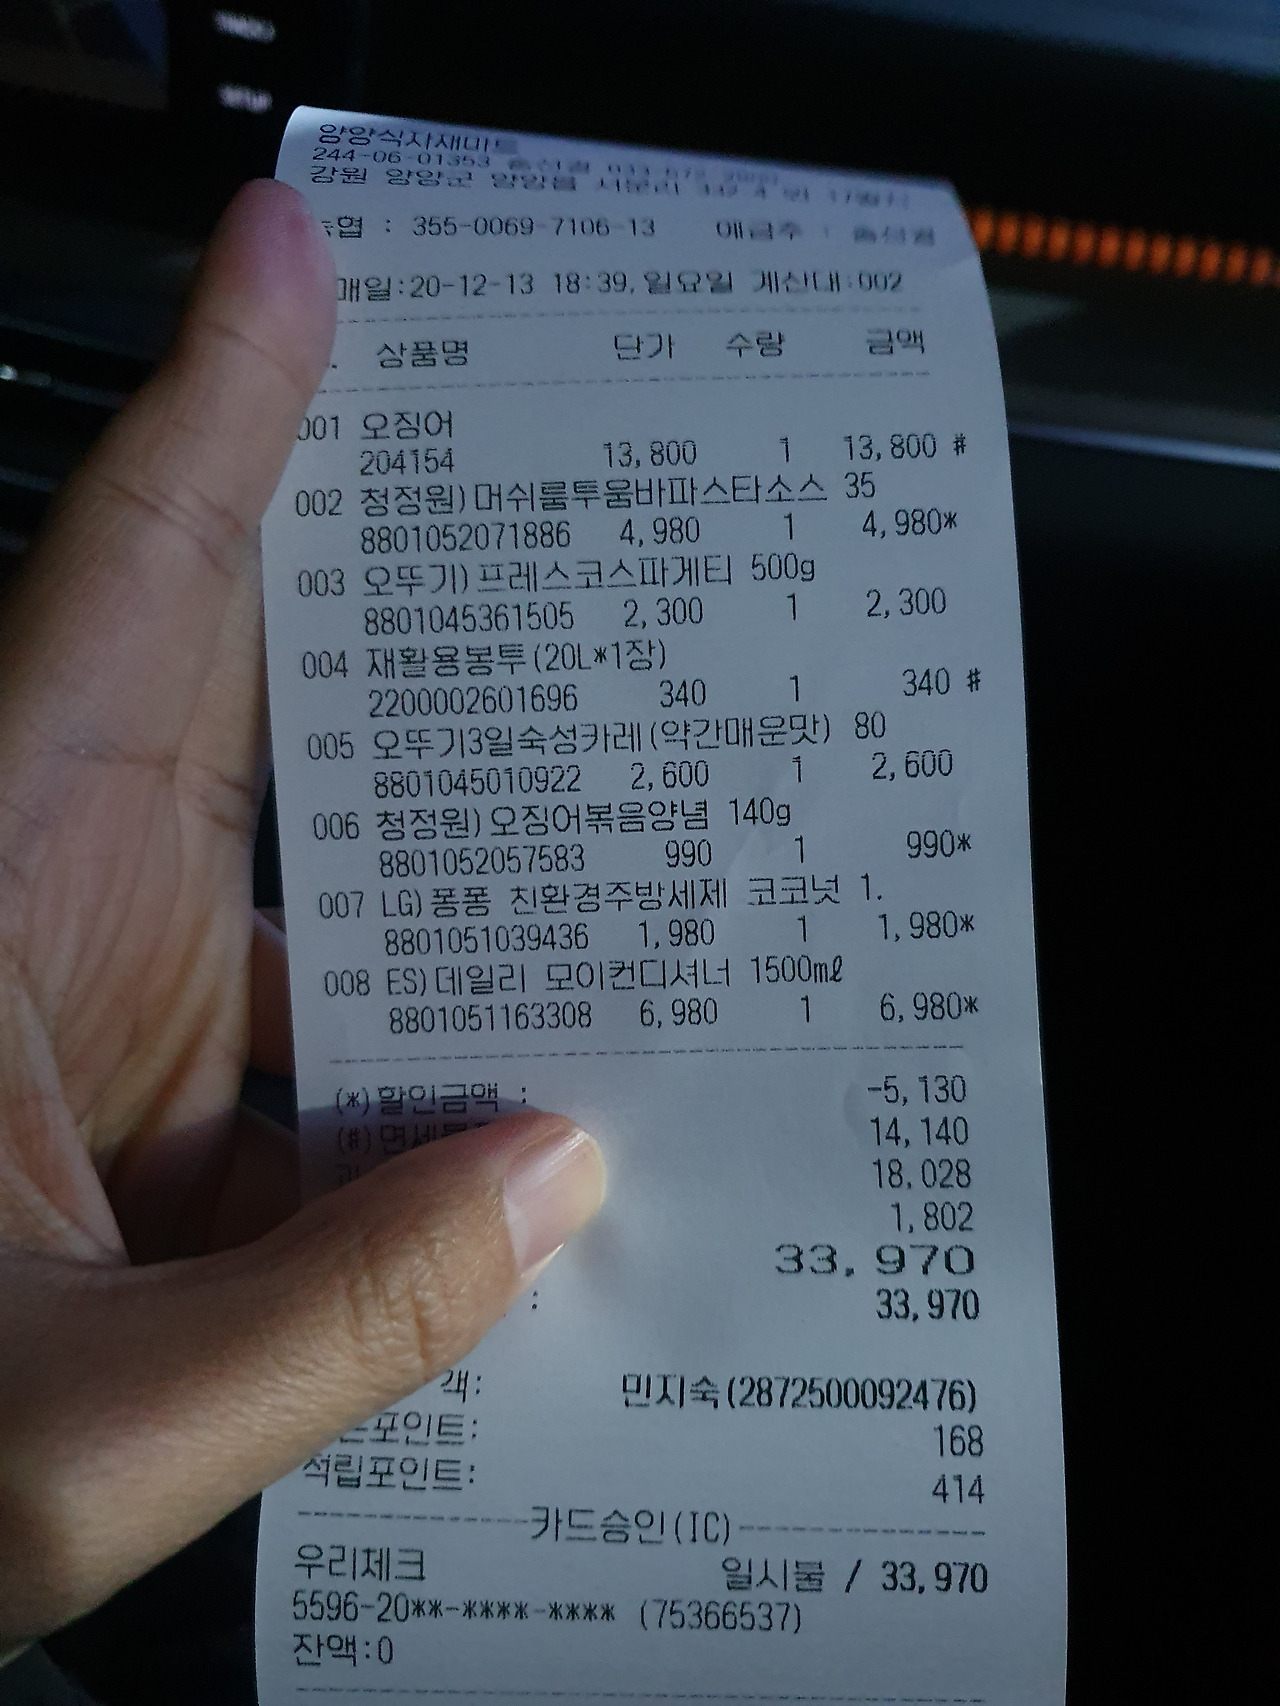 양양식자재마트
244-06-01353
강원 양양군 양양읍 서문리
협 : 355-0069-7106-13 예금주 :
매일:20-12-13 18:39, 일요일 계산대:002
. 상품명 단가 수량 금액
001 오징어
204154 13,800 1 13,800 #
002 청정원)머쉬룸투움바파스타소스 35
8801052071886 4,980 1 4,980*
003 오뚜기)프레스코스파게티 500g
8801045361505 2,300 1 2,300
004 재활용봉투(20L*1장)
2200002601696 340 1 340 #
005 오뚜기3일숙성카레(약간매운맛) 80
8801045010922 2,600 1 2,600
006 청정원)오징어볶음양념 140g
8801052057583 990 1 990*
007 LG)퐁퐁 친환경주방세제 코코넛 1.
8801051039436 1,980 1 1,980*
008 ES)데일리 모이컨디셔너 1500㎖
8801051163308 6,980 1 6,980*
(*)할인금액 : -5,130
(#)면세 14,140
18,028
1,802
33,970
: 33,970
객: 민지숙(2872500092476)
포인트: 168
적립포인트: 414
카드승인(IC)
우리체크 일시불 / 33,970
5596-20**-****-**** (75366537)
잔액:0